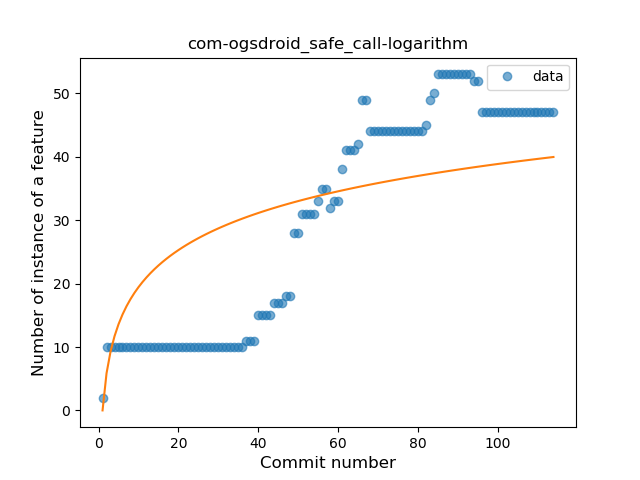 com-ogsdroid_safe_call-logarithm
data
Number of instance of a feature
50
40
30
20
10
0
0 20 40 60 80 100
Commit number